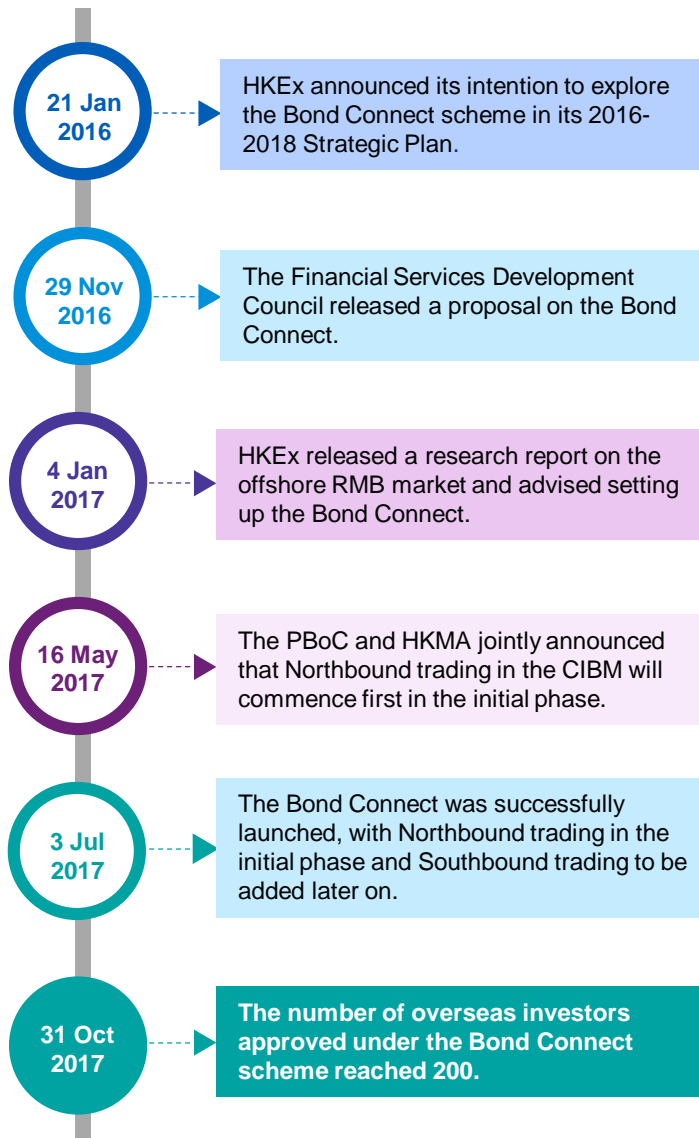 21 Jan
2016
HKEx announced its intention to explore
the Bond Connect scheme in its 2016-
2018 Strategic Plan.
29 Nov
2016
The Financial Services Development
Council released a proposal on the Bond
Connect.
4 Jan
2017
HKEx released a research report on the
offshore RMB market and advised setting
up the Bond Connect.
16 May
2017
The PBoC and HKMA jointly announced
that Northbound trading in the CIBM will
commence first in the initial phase.
3 Jul
2017
The Bond Connect was successfully
launched, with Northbound trading in the
initial phase and Southbound trading to be
added later on.
31 Oct
2017
The number of overseas investors
approved under the Bond Connect
scheme reached 200.